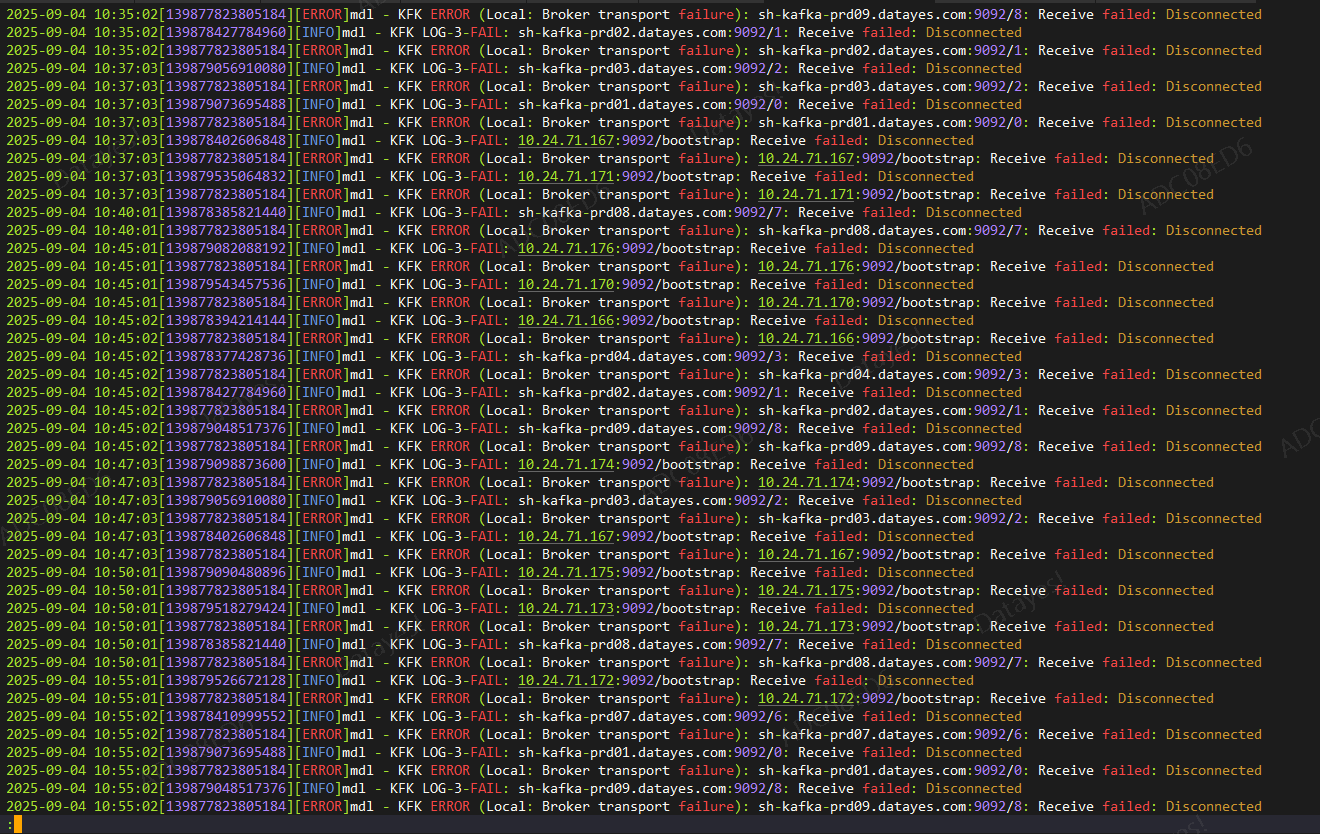 2025-09-04 10:35:02[139877823805184][ERROR]mdl - KFK ERROR (Local: Broker transport failure): sh-kafka-prd09.datayes.com:9092/8: Receive failed: Disconnected
2025-09-04 10:35:02[139878427784960][INFO]mdl - KFK LOG-3-FAIL: sh-kafka-prd02.datayes.com:9092/1: Receive failed: Disconnected
2025-09-04 10:35:02[139877823805184][ERROR]mdl - KFK ERROR (Local: Broker transport failure): sh-kafka-prd02.datayes.com:9092/1: Receive failed: Disconnected
2025-09-04 10:37:03[139879056910080][INFO]mdl - KFK LOG-3-FAIL: sh-kafka-prd03.datayes.com:9092/2: Receive failed: Disconnected
2025-09-04 10:37:03[139877823805184][ERROR]mdl - KFK ERROR (Local: Broker transport failure): sh-kafka-prd03.datayes.com:9092/2: Receive failed: Disconnected
2025-09-04 10:37:03[139879073695488][INFO]mdl - KFK LOG-3-FAIL: sh-kafka-prd01.datayes.com:9092/0: Receive failed: Disconnected
2025-09-04 10:37:03[139877823805184][ERROR]mdl - KFK ERROR (Local: Broker transport failure): sh-kafka-prd01.datayes.com:9092/0: Receive failed: Disconnected
2025-09-04 10:37:03[139878402606848][INFO]mdl - KFK LOG-3-FAIL: 10.24.71.167:9092/bootstrap: Receive failed: Disconnected
2025-09-04 10:37:03[139877823805184][ERROR]mdl - KFK ERROR (Local: Broker transport failure): 10.24.71.167:9092/bootstrap: Receive failed: Disconnected
2025-09-04 10:37:03[139879535064832][INFO]mdl - KFK LOG-3-FAIL: 10.24.71.171:9092/bootstrap: Receive failed: Disconnected
2025-09-04 10:37:03[139877823805184][ERROR]mdl - KFK ERROR (Local: Broker transport failure): 10.24.71.171:9092/bootstrap: Receive failed: Disconnected
2025-09-04 10:40:01[139878385821440][INFO]mdl - KFK LOG-3-FAIL: sh-kafka-prd08.datayes.com:9092/7: Receive failed: Disconnected
2025-09-04 10:40:01[139877823805184][ERROR]mdl - KFK ERROR (Local: Broker transport failure): sh-kafka-prd08.datayes.com:9092/7: Receive failed: Disconnected
2025-09-04 10:45:01[139879082088192][INFO]mdl - KFK LOG-3-FAIL: 10.24.71.176:9092/bootstrap: Receive failed: Disconnected
2025-09-04 10:45:01[139877823805184][ERROR]mdl - KFK ERROR (Local: Broker transport failure): 10.24.71.176:9092/bootstrap: Receive failed: Disconnected
2025-09-04 10:45:01[139879543457536][INFO]mdl - KFK LOG-3-FAIL: 10.24.71.170:9092/bootstrap: Receive failed: Disconnected
2025-09-04 10:45:01[139877823805184][ERROR]mdl - KFK ERROR (Local: Broker transport failure): 10.24.71.170:9092/bootstrap: Receive failed: Disconnected
2025-09-04 10:45:02[139878394214144][INFO]mdl - KFK LOG-3-FAIL: 10.24.71.166:9092/bootstrap: Receive failed: Disconnected
2025-09-04 10:45:02[139877823805184][ERROR]mdl - KFK ERROR (Local: Broker transport failure): 10.24.71.166:9092/bootstrap: Receive failed: Disconnected
2025-09-04 10:45:02[139878377428736][INFO]mdl - KFK LOG-3-FAIL: sh-kafka-prd04.datayes.com:9092/3: Receive failed: Disconnected
2025-09-04 10:45:02[139877823805184][ERROR]mdl - KFK ERROR (Local: Broker transport failure): sh-kafka-prd04.datayes.com:9092/3: Receive failed: Disconnected
2025-09-04 10:45:02[139878427784960][INFO]mdl - KFK LOG-3-FAIL: sh-kafka-prd02.datayes.com:9092/1: Receive failed: Disconnected
2025-09-04 10:45:02[139877823805184][ERROR]mdl - KFK ERROR (Local: Broker transport failure): sh-kafka-prd02.datayes.com:9092/1: Receive failed: Disconnected
2025-09-04 10:45:02[139879048517376][INFO]mdl - KFK LOG-3-FAIL: sh-kafka-prd09.datayes.com:9092/8: Receive failed: Disconnected
2025-09-04 10:45:02[139877823805184][ERROR]mdl - KFK ERROR (Local: Broker transport failure): sh-kafka-prd09.datayes.com:9092/8: Receive failed: Disconnected
2025-09-04 10:47:03[139879098873600][INFO]mdl - KFK LOG-3-FAIL: 10.24.71.174:9092/bootstrap: Receive failed: Disconnected
2025-09-04 10:47:03[139877823805184][ERROR]mdl - KFK ERROR (Local: Broker transport failure): 10.24.71.174:9092/bootstrap: Receive failed: Disconnected
2025-09-04 10:47:03[139879056910080][INFO]mdl - KFK LOG-3-FAIL: sh-kafka-prd03.datayes.com:9092/2: Receive failed: Disconnected
2025-09-04 10:47:03[139877823805184][ERROR]mdl - KFK ERROR (Local: Broker transport failure): sh-kafka-prd03.datayes.com:9092/2: Receive failed: Disconnected
2025-09-04 10:47:03[139878402606848][INFO]mdl - KFK LOG-3-FAIL: 10.24.71.167:9092/bootstrap: Receive failed: Disconnected
2025-09-04 10:47:03[139877823805184][ERROR]mdl - KFK ERROR (Local: Broker transport failure): 10.24.71.167:9092/bootstrap: Receive failed: Disconnected
2025-09-04 10:50:01[139879090480896][INFO]mdl - KFK LOG-3-FAIL: 10.24.71.175:9092/bootstrap: Receive failed: Disconnected
2025-09-04 10:50:01[139877823805184][ERROR]mdl - KFK ERROR (Local: Broker transport failure): 10.24.71.175:9092/bootstrap: Receive failed: Disconnected
2025-09-04 10:50:01[139879518279424][INFO]mdl - KFK LOG-3-FAIL: 10.24.71.173:9092/bootstrap: Receive failed: Disconnected
2025-09-04 10:50:01[139877823805184][ERROR]mdl - KFK ERROR (Local: Broker transport failure): 10.24.71.173:9092/bootstrap: Receive failed: Disconnected
2025-09-04 10:50:01[139878385821440][INFO]mdl - KFK LOG-3-FAIL: sh-kafka-prd08.datayes.com:9092/7: Receive failed: Disconnected
2025-09-04 10:50:01[139877823805184][ERROR]mdl - KFK ERROR (Local: Broker transport failure): sh-kafka-prd08.datayes.com:9092/7: Receive failed: Disconnected
2025-09-04 10:55:01[139879526672128][INFO]mdl - KFK LOG-3-FAIL: 10.24.71.172:9092/bootstrap: Receive failed: Disconnected
2025-09-04 10:55:01[139877823805184][ERROR]mdl - KFK ERROR (Local: Broker transport failure): 10.24.71.172:9092/bootstrap: Receive failed: Disconnected
2025-09-04 10:55:02[139878410999552][INFO]mdl - KFK LOG-3-FAIL: sh-kafka-prd07.datayes.com:9092/6: Receive failed: Disconnected
2025-09-04 10:55:02[139877823805184][ERROR]mdl - KFK ERROR (Local: Broker transport failure): sh-kafka-prd07.datayes.com:9092/6: Receive failed: Disconnected
2025-09-04 10:55:02[139879073695488][INFO]mdl - KFK LOG-3-FAIL: sh-kafka-prd01.datayes.com:9092/0: Receive failed: Disconnected
2025-09-04 10:55:02[139877823805184][ERROR]mdl - KFK ERROR (Local: Broker transport failure): sh-kafka-prd01.datayes.com:9092/0: Receive failed: Disconnected
2025-09-04 10:55:02[139879048517376][INFO]mdl - KFK LOG-3-FAIL: sh-kafka-prd09.datayes.com:9092/8: Receive failed: Disconnected
2025-09-04 10:55:02[139877823805184][ERROR]mdl - KFK ERROR (Local: Broker transport failure): sh-kafka-prd09.datayes.com:9092/8: Receive failed: Disconnected
: